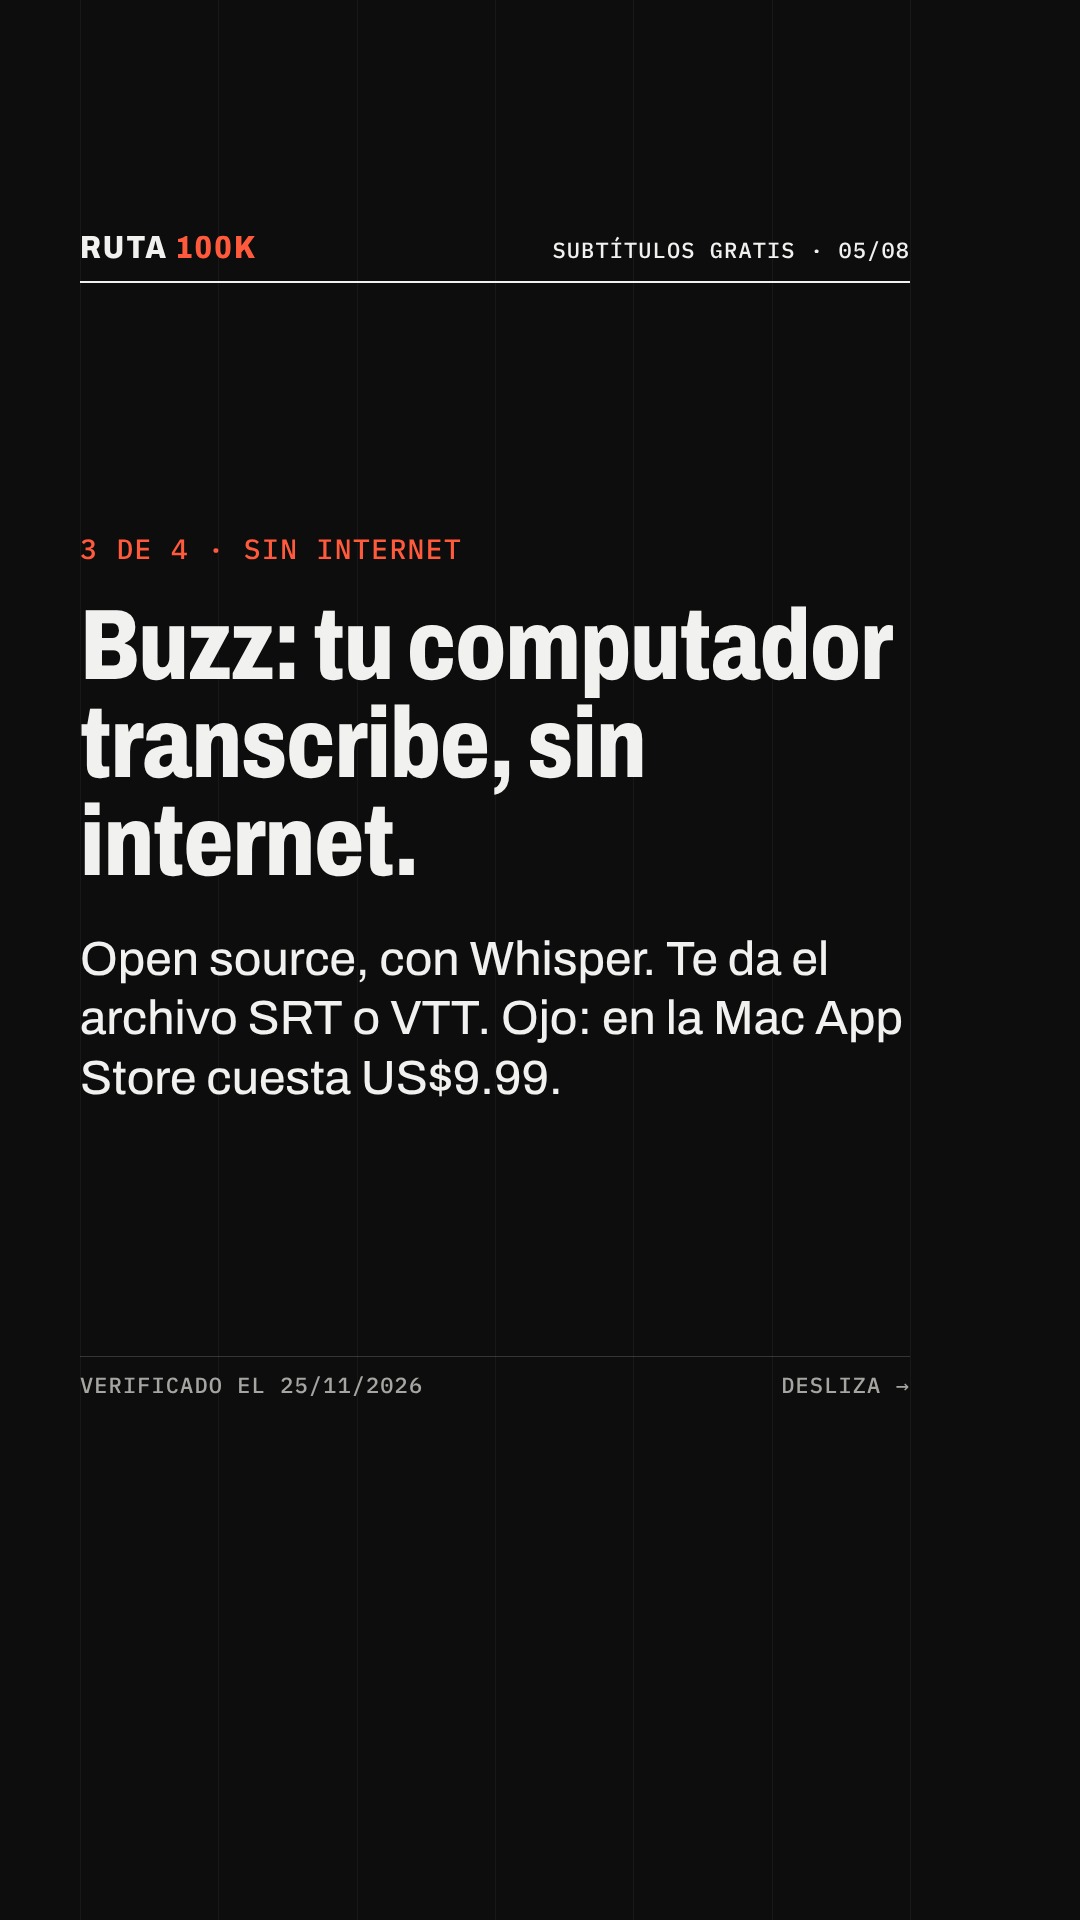 RUTA 100K
SUBTÍTULOS GRATIS · 05/08
3 DE 4 · SIN INTERNET
Buzz: tu computador
transcribe, sin
internet.
Open source, con Whisper. Te da el
archivo SRT o VTT. Ojo: en la Mac App
Store cuesta US$9.99.
VERIFICADO EL 25/11/2026
DESLIZA →